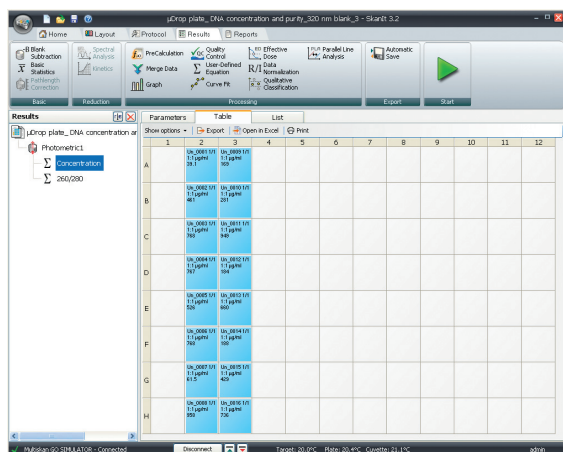 µDrop plate_ DNA concentration and purity_320 nm blank_3 - SkanIt 3.2
Home Layout Protocol Results Reports
Blank Subtraction
Basic Statistics
Pathlength Correction
Basic
Spectral Analysis
Kinetics
Reduction
PreCalculation
Merge Data
Graph
Quality Control
User-Defined Equation
Curve Fit
Effective Dose
Data Normalization
Qualitative Classification
Parallel Line Analysis
Processing
Automatic Save
Export
Start
Results
µDrop plate_ DNA concentration ar
Photometric1
Σ Concentration
Σ 260/280
Parameters Table List
Show options Export Open in Excel Print
1 2 3 4 5 6 7 8 9 10 11 12
A
Un_0001 1/1 Un_0009 1/1
1:1 µg/ml 1:1 µg/ml
39.1 169
B
Un_0002 1/1 Un_0010 1/1
1:1 µg/ml 1:1 µg/ml
461 281
C
Un_0003 1/1 Un_0011 1/1
1:1 µg/ml 1:1 µg/ml
768 949
D
Un_0004 1/1 Un_0012 1/1
1:1 µg/ml 1:1 µg/ml
767 184
E
Un_0005 1/1 Un_0013 1/1
1:1 µg/ml 1:1 µg/ml
526 660
F
Un_0006 1/1 Un_0014 1/1
1:1 µg/ml 1:1 µg/ml
768 188
G
Un_0007 1/1 Un_0015 1/1
1:1 µg/ml 1:1 µg/ml
61.5 429
H
Un_0008 1/1 Un_0016 1/1
1:1 µg/ml 1:1 µg/ml
950 736
Multiskan GO SIMULATOR - Connected Disconnect Target: 20.0°C Plate: 20.4°C Cuvette: 21.1°C admin